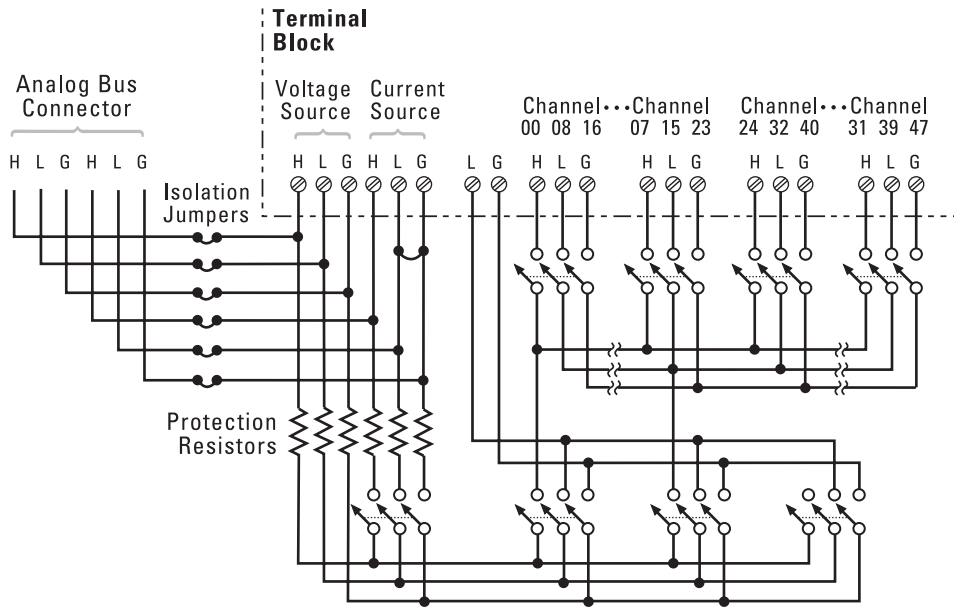 Terminal
Block
Analog Bus
Connector
Voltage
Source
Current
Source
Channel•••Channel
00 08 16 07 15 23
Channel•••Channel
24 32 40 31 39 47
H L G H L G
H L G H L G
L G
H L G
H L G
H L G
H L G
Isolation
Jumpers
Protection
Resistors